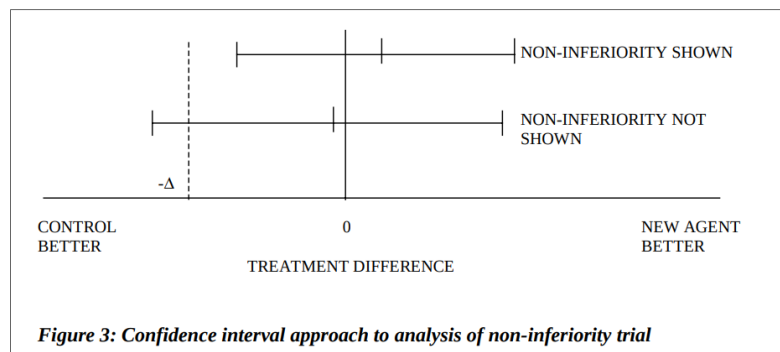 NON-INFERIORITY SHOWN
NON-INFERIORITY NOT
SHOWN
-Δ
CONTROL
BETTER
0
NEW AGENT
BETTER
TREATMENT DIFFERENCE
Figure 3: Confidence interval approach to analysis of non-inferiority trial